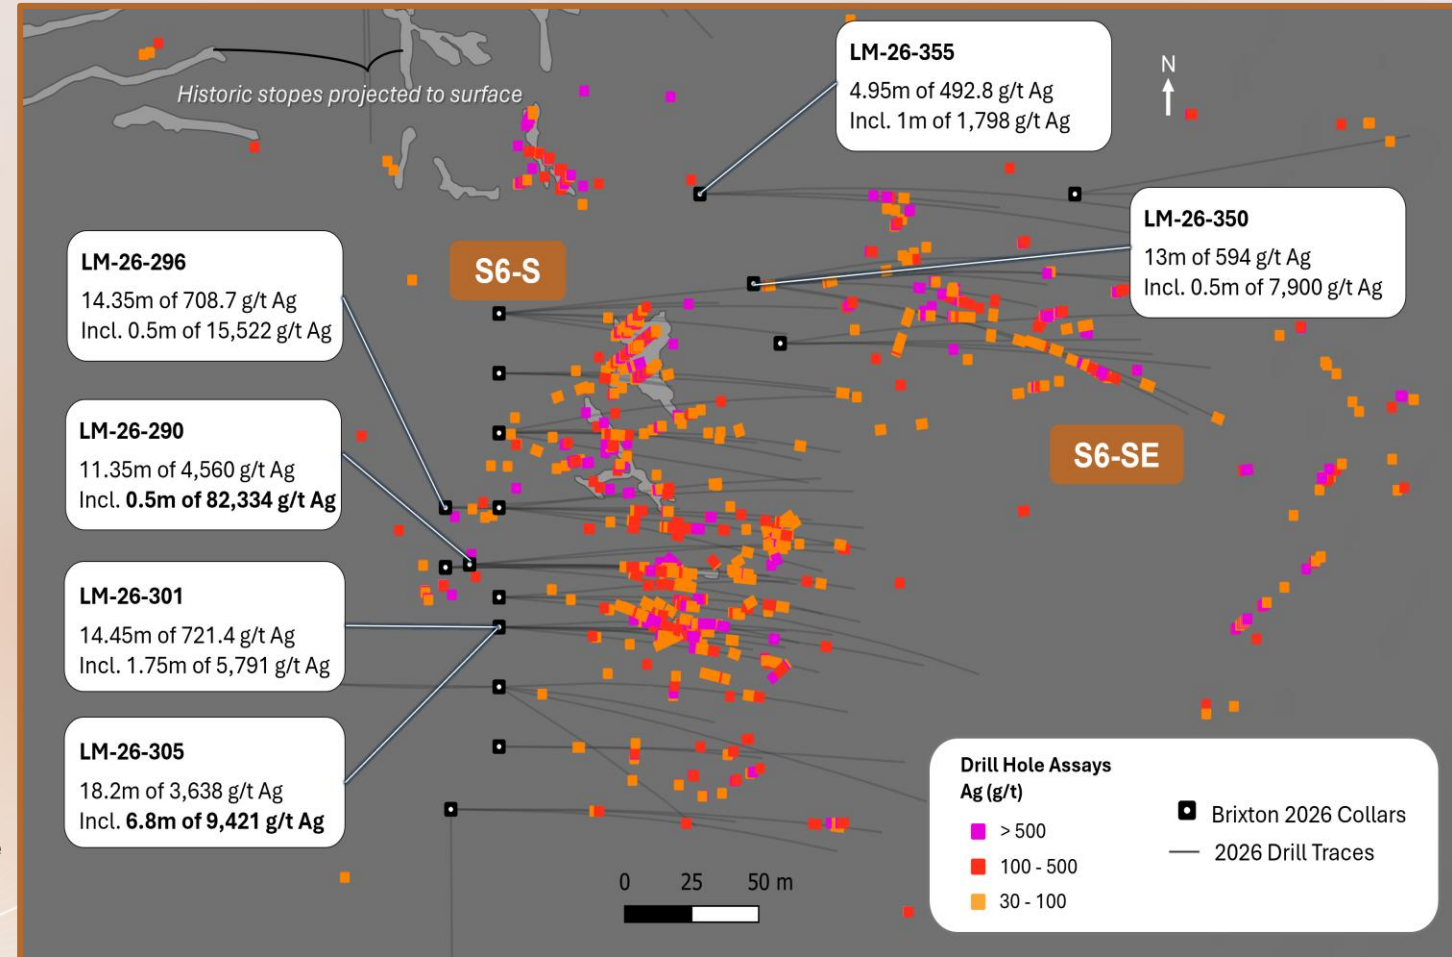 Historic stopes projected to surface
LM-26-355
4.95m of 492.8 g/t Ag
Incl. 1m of 1,798 g/t Ag
N
LM-26-350
13m of 594 g/t Ag
Incl. 0.5m of 7,900 g/t Ag
LM-26-296
14.35m of 708.7 g/t Ag
Incl. 0.5m of 15,522 g/t Ag
S6-S
LM-26-290
11.35m of 4,560 g/t Ag
Incl. 0.5m of 82,334 g/t Ag
S6-SE
LM-26-301
14.45m of 721.4 g/t Ag
Incl. 1.75m of 5,791 g/t Ag
LM-26-305
18.2m of 3,638 g/t Ag
Incl. 6.8m of 9,421 g/t Ag
0 25 50 m
Drill Hole Assays
Ag (g/t)
> 500
100 - 500
30 - 100
Brixton 2026 Collars
2026 Drill Traces